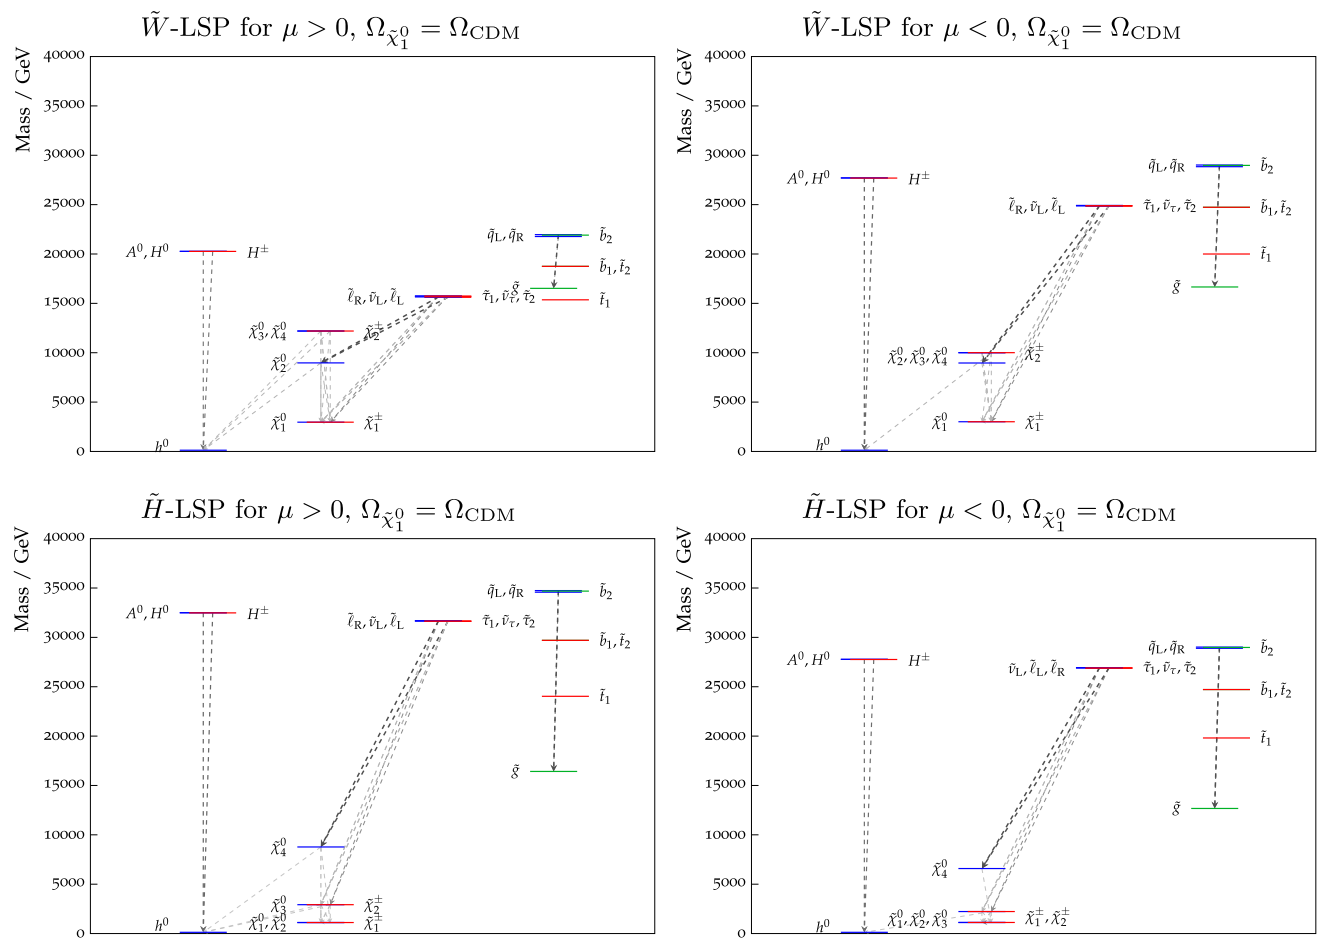 W̃-LSP for μ > 0, Ω_χ̃₁⁰ = Ω_CDM
Mass / GeV
40000
35000
30000
25000
20000
15000
10000
5000
0
A⁰, H⁰
H±
h⁰
χ̃₃⁰, χ̃₄⁰
χ̃₂±
χ̃₂⁰
χ̃₁⁰
χ̃₁±
ℓ̃_R, ν̃_L, ℓ̃_L
τ̃₁, ν̃_τ, τ̃₂
q̃_L, q̃_R
b̃₂
b̃₁, t̃₂
g̃
t̃₁
W̃-LSP for μ < 0, Ω_χ̃₁⁰ = Ω_CDM
Mass / GeV
40000
35000
30000
25000
20000
15000
10000
5000
0
A⁰, H⁰
H±
h⁰
χ̃₂⁰, χ̃₃⁰, χ̃₄⁰
χ̃₂±
χ̃₁⁰
χ̃₁±
ℓ̃_R, ν̃_L, ℓ̃_L
τ̃₁, ν̃_τ, τ̃₂
q̃_L, q̃_R
b̃₂
b̃₁, t̃₂
t̃₁
g̃
H̃-LSP for μ > 0, Ω_χ̃₁⁰ = Ω_CDM
Mass / GeV
40000
35000
30000
25000
20000
15000
10000
5000
0
A⁰, H⁰
H±
h⁰
χ̃₄⁰
χ̃₃⁰
χ̃₂±
χ̃₁⁰, χ̃₂⁰
χ̃₁±
ℓ̃_R, ν̃_L, ℓ̃_L
τ̃₁, ν̃_τ, τ̃₂
q̃_L, q̃_R
b̃₂
b̃₁, t̃₂
t̃₁
g̃
H̃-LSP for μ < 0, Ω_χ̃₁⁰ = Ω_CDM
Mass / GeV
40000
35000
30000
25000
20000
15000
10000
5000
0
A⁰, H⁰
H±
h⁰
χ̃₄⁰
χ̃₁⁰, χ̃₂⁰, χ̃₃⁰
χ̃₁±, χ̃₂±
ν̃_L, ℓ̃_L, ℓ̃_R
τ̃₁, ν̃_τ, τ̃₂
q̃_L, q̃_R
b̃₂
b̃₁, t̃₂
t̃₁
g̃